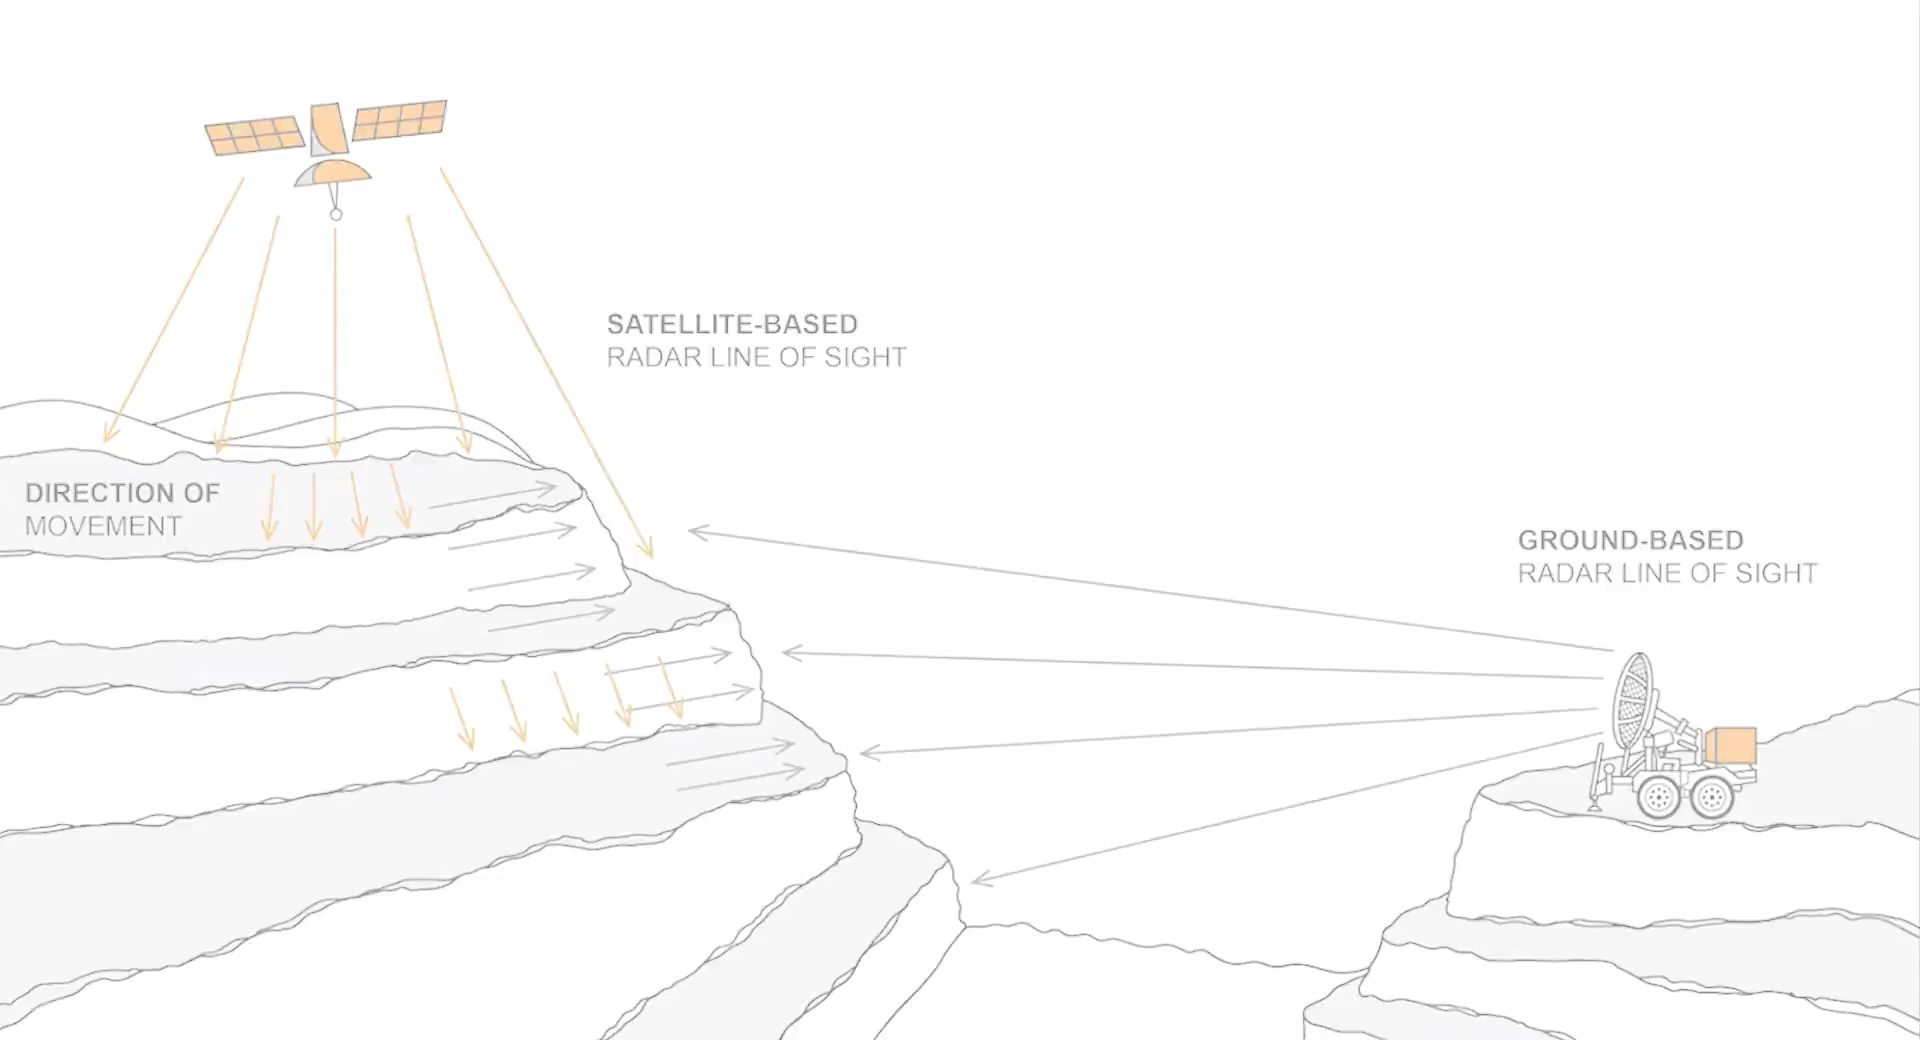 SATELLITE-BASED
RADAR LINE OF SIGHT
DIRECTION OF
MOVEMENT
GROUND-BASED
RADAR LINE OF SIGHT